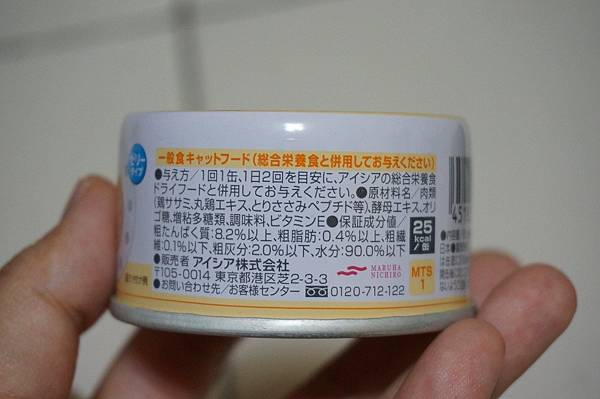 ゼリー
タイプ
一般食キャットフード(総合栄養食と併用してお与えください)
●与え方/1回1缶、1日2回を目安に、アイシアの総合栄養食
ドライフードと併用してお与えください。●原材料名/肉類
(鶏ササミ、丸鶏エキス、とりささみペプチド等)、酵母エキス、オリ
ゴ糖、増粘多糖類、調味料、ビタミンE●保証成分値/
粗たんぱく質:8.2%以上、粗脂肪:0.4%以上、粗繊
維:0.1%以下、粗灰分:2.0%以下、水分:90.0%以下
●販売者 アイシア株式会社
〒105-0014 東京都港区芝2-3-3
●お問い合わせ先/お客様センター 0120-712-122
MARUHA
NICHIRO
25
kcal
/缶
MTS
1